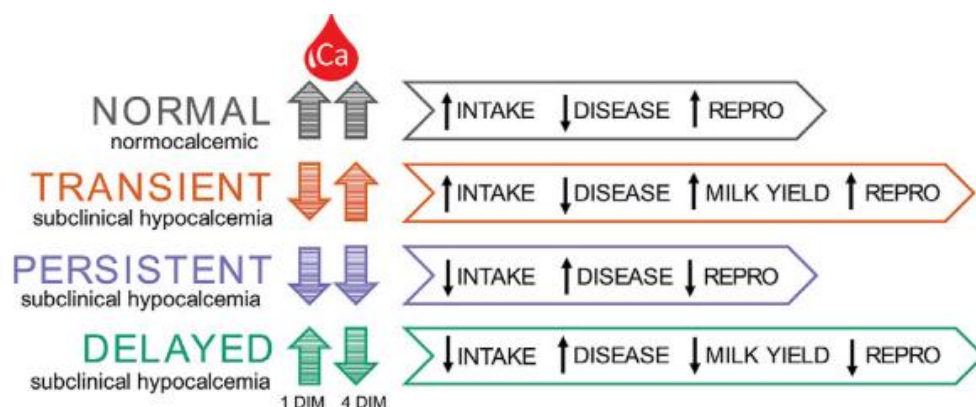 iCa
NORMAL
normocalcemic
INTAKE DISEASE REPRO
TRANSIENT
subclinical hypocalcemia
INTAKE DISEASE MILK YIELD REPRO
PERSISTENT
subclinical hypocalcemia
INTAKE DISEASE REPRO
DELAYED
subclinical hypocalcemia
INTAKE DISEASE MILK YIELD REPRO
1 DIM 4 DIM